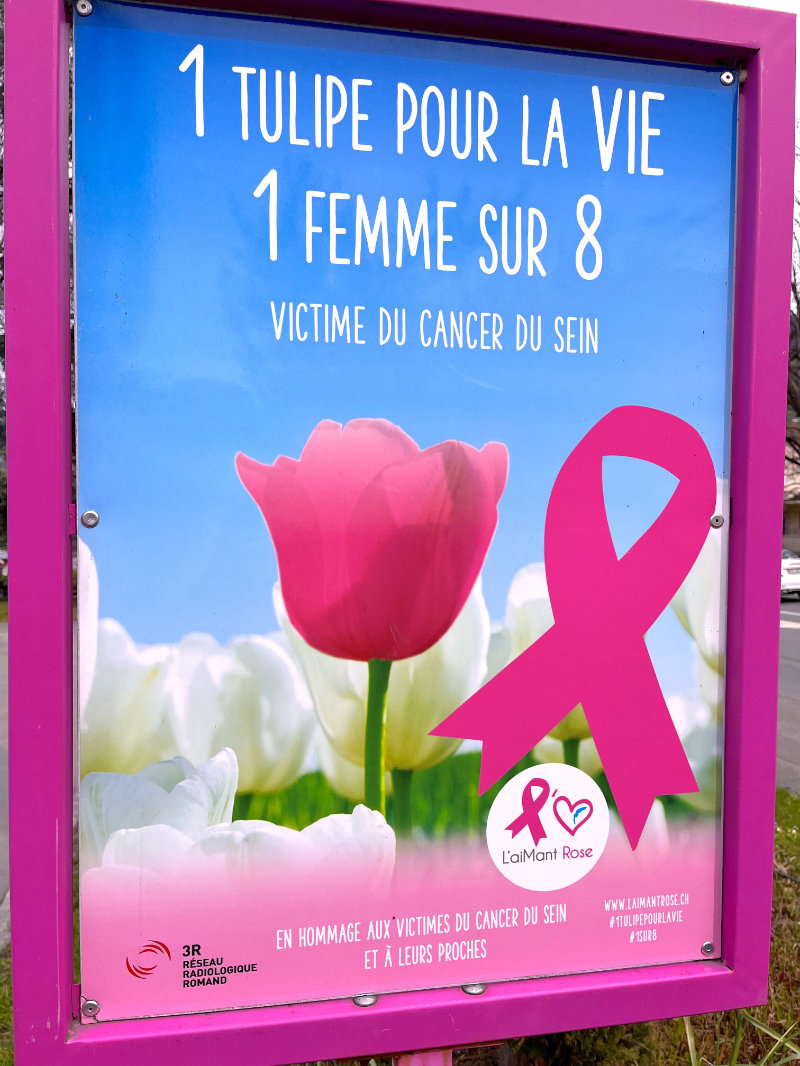 1 TULIPE POUR LA VIE
1 FEMME SUR 8
VICTIME DU CANCER DU SEIN
L'aiMant Rose
EN HOMMAGE AUX VICTIMES DU CANCER DU SEIN
ET À LEURS PROCHES
WWW.LAIMANTROSE.CH
#1TULIPEPOURLAVIE
#1SUR8
3R
RÉSEAU
RADIOLOGIQUE
ROMAND